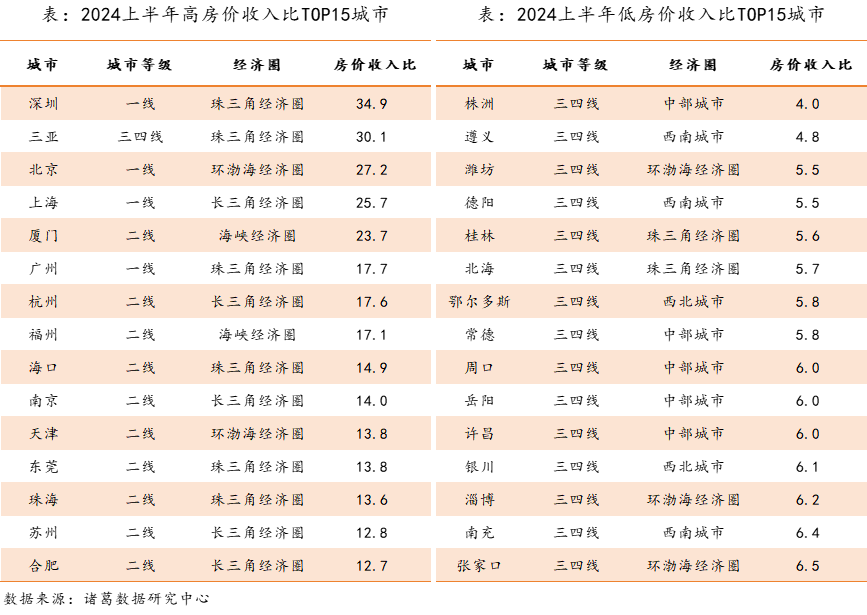 表：2024上半年高房价收入比TOP15城市
城市 城市等级 经济圈 房价收入比
深圳 一线 珠三角经济圈 34.9
三亚 三四线 珠三角经济圈 30.1
北京 一线 环渤海经济圈 27.2
上海 一线 长三角经济圈 25.7
厦门 二线 海峡经济圈 23.7
广州 一线 珠三角经济圈 17.7
杭州 二线 长三角经济圈 17.6
福州 二线 海峡经济圈 17.1
海口 二线 珠三角经济圈 14.9
南京 二线 长三角经济圈 14.0
天津 二线 环渤海经济圈 13.8
东莞 二线 珠三角经济圈 13.8
珠海 二线 珠三角经济圈 13.6
苏州 二线 长三角经济圈 12.8
合肥 二线 长三角经济圈 12.7
表：2024上半年低房价收入比TOP15城市
城市 城市等级 经济圈 房价收入比
株洲 三四线 中部城市 4.0
遵义 三四线 西南城市 4.8
潍坊 三四线 环渤海经济圈 5.5
德阳 三四线 西南城市 5.5
桂林 三四线 珠三角经济圈 5.6
北海 三四线 珠三角经济圈 5.7
鄂尔多斯 三四线 西北城市 5.8
常德 三四线 中部城市 5.8
周口 三四线 中部城市 6.0
岳阳 三四线 中部城市 6.0
许昌 三四线 中部城市 6.0
银川 三四线 西北城市 6.1
淄博 三四线 环渤海经济圈 6.2
南充 三四线 西南城市 6.4
张家口 三四线 环渤海经济圈 6.5
数据来源：诸葛数据研究中心